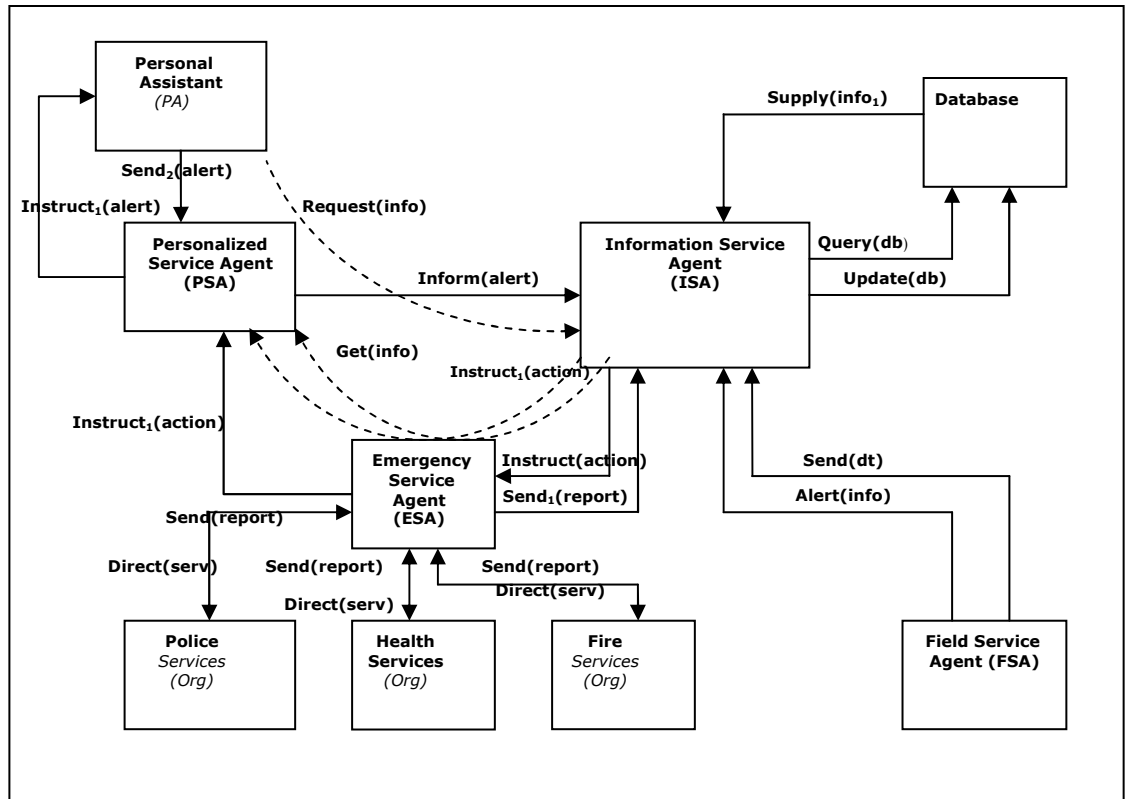 Personal
Assistant
(PA)
Database
Supply(info₁)
Send₂(alert)
Instruct₁(alert)
Request(info)
Personalized
Service Agent
(PSA)
Information Service
Agent
(ISA)
Query(db)
Update(db)
Inform(alert)
Get(info)
Instruct₁(action)
Instruct₁(action)
Emergency
Service
Agent
(ESA)
Instruct(action)
Send₁(report)
Send(dt)
Alert(info)
Send(report)
Direct(serv)
Send(report)
Direct(serv)
Send(report)
Direct(serv)
Police
Services
(Org)
Health
Services
(Org)
Fire
Services
(Org)
Field Service
Agent (FSA)